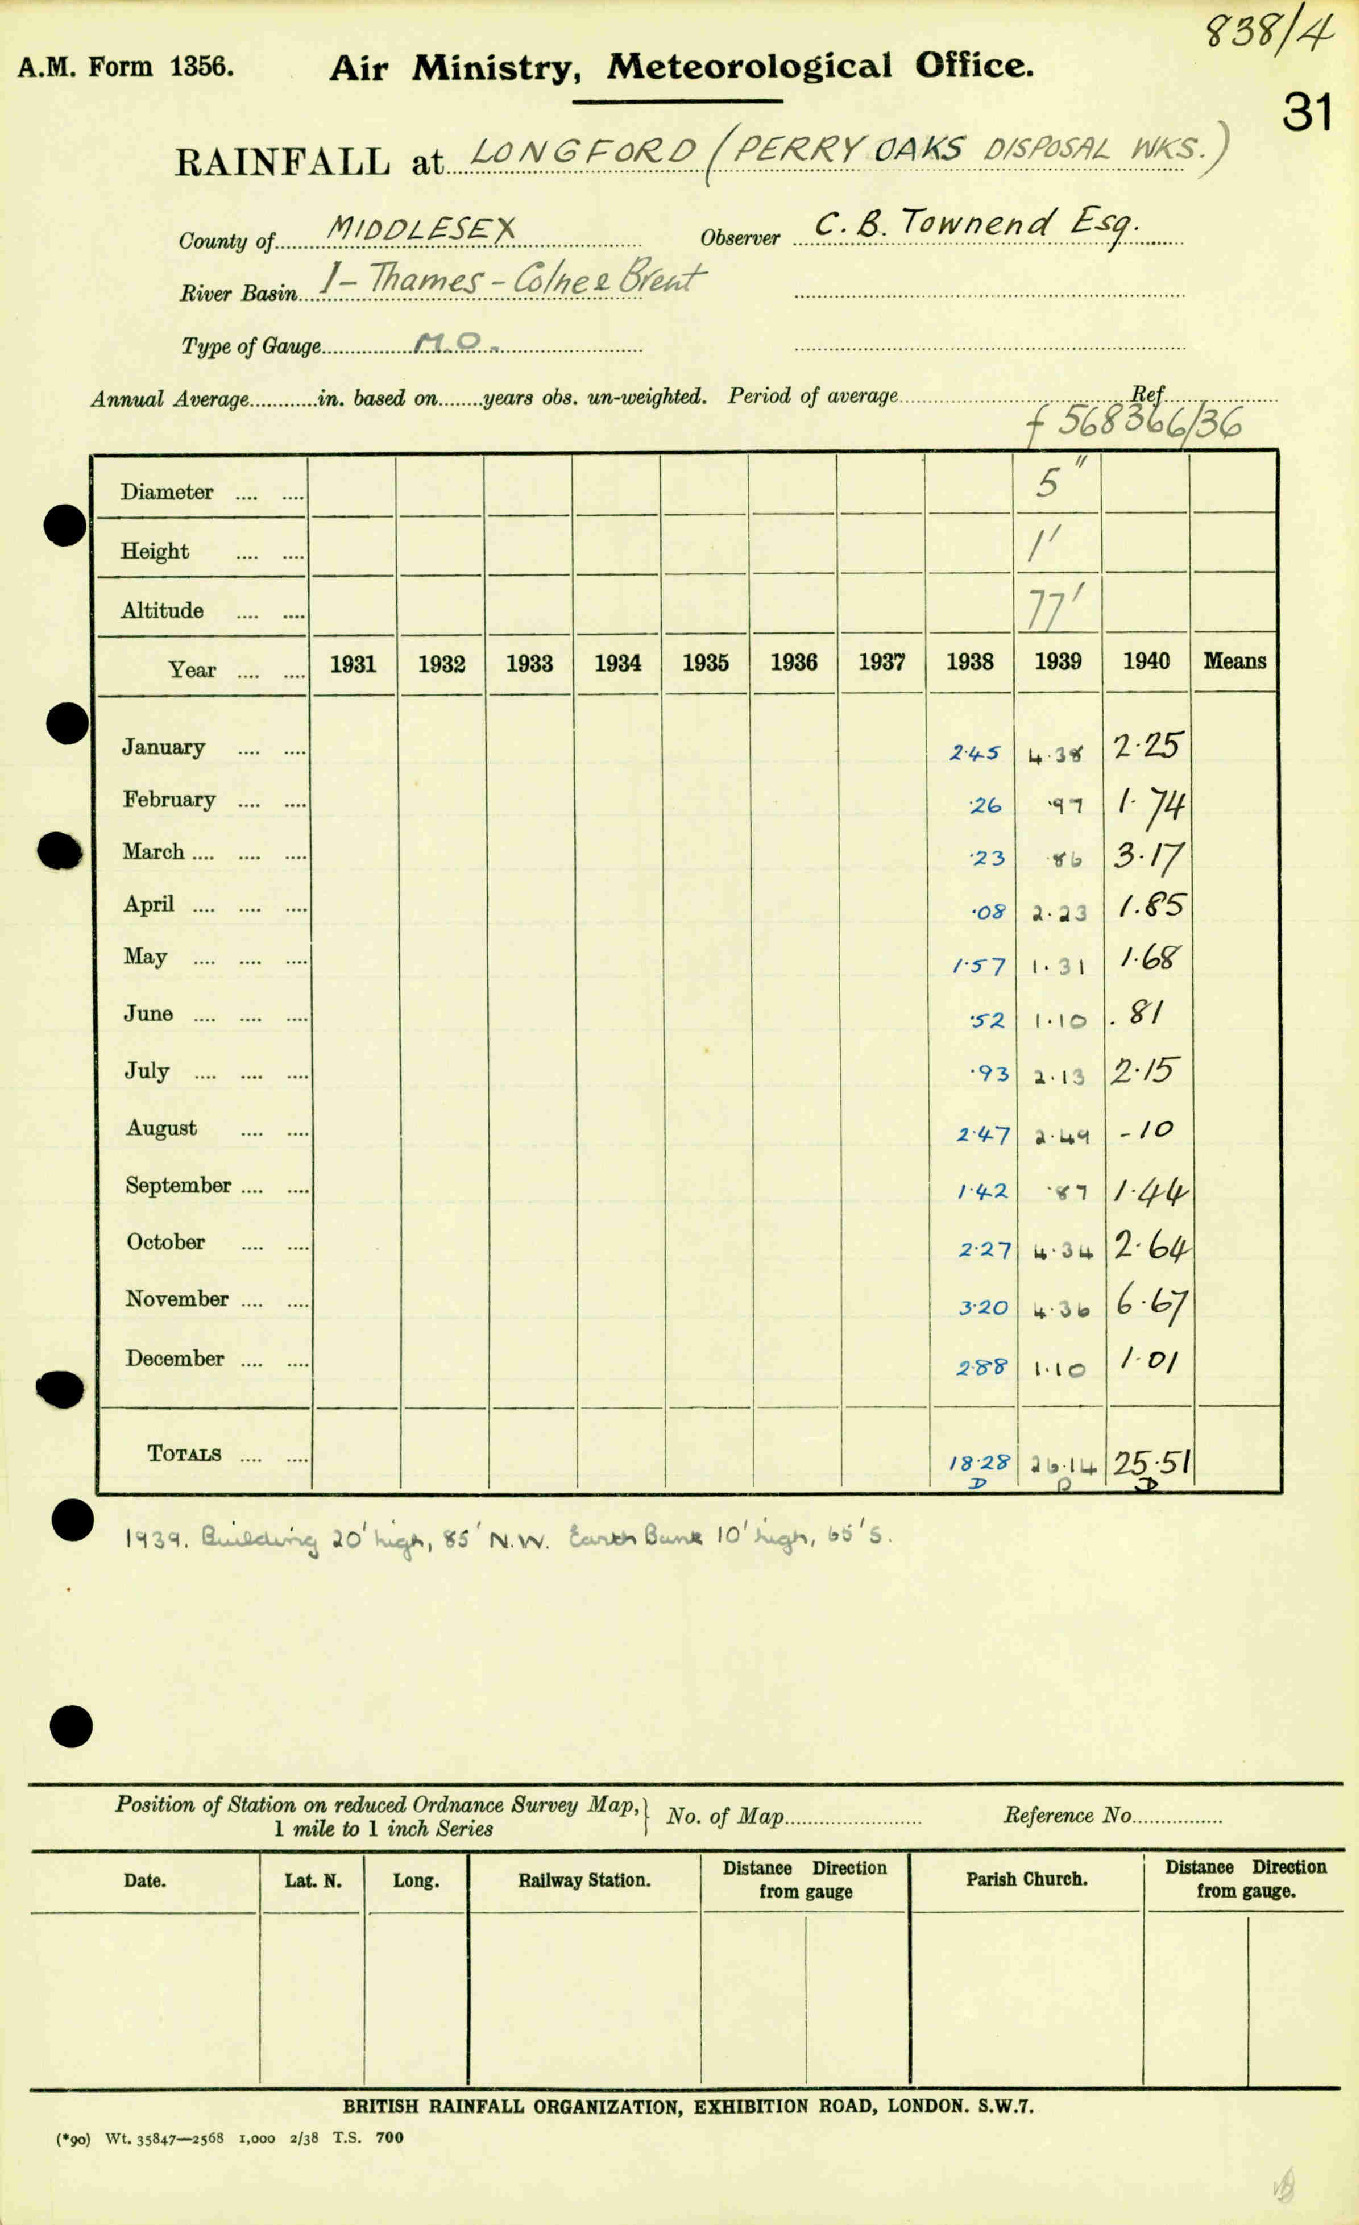 838/4
A.M. Form 1356. Air Ministry, Meteorological Office.
31
RAINFALL at LONGFORD (PERRY OAKS DISPOSAL WKS.)
County of MIDDLESEX Observer C. B. Townend Esq.
River Basin 1 - Thames - Colne & Brent
Type of Gauge M.O.
Annual Average............in. based on........years obs. un-weighted. Period of average............Ref............
f 568366/36
Diameter .... .... 5"
Height .... .... 1'
Altitude .... .... 77'
Year .... .... 1931 1932 1933 1934 1935 1936 1937 1938 1939 1940 Means
January .... .... 2·45 4·38 2·25
February .... .... ·26 ·97 1·74
March .... .... .... ·23 ·86 3·17
April .... .... .... ·08 2·23 1.85
May .... .... .... 1·57 1·31 1·68
June .... .... .... ·52 1·10 .81
July .... .... .... ·93 2·13 2·15
August .... .... 2·47 2·49 -10
September .... .... 1·42 ·87 1·44
October .... .... 2·27 4·34 2·64
November .... .... 3·20 4·36 6·67
December .... .... 2·88 1·10 1·01
TOTALS .... .... 18·28 26·14 25·51
D D D
1939. Building 20' high, 85' N.W. Earth Bank 10' high, 65' S.
Position of Station on reduced Ordnance Survey Map, } No. of Map............ Reference No............
1 mile to 1 inch Series
Date. Lat. N. Long. Railway Station. Distance Direction from gauge Parish Church. Distance Direction from gauge.
BRITISH RAINFALL ORGANIZATION, EXHIBITION ROAD, LONDON. S.W.7.
(*90) Wt. 35847—2568 1,000 2/38 T.S. 700